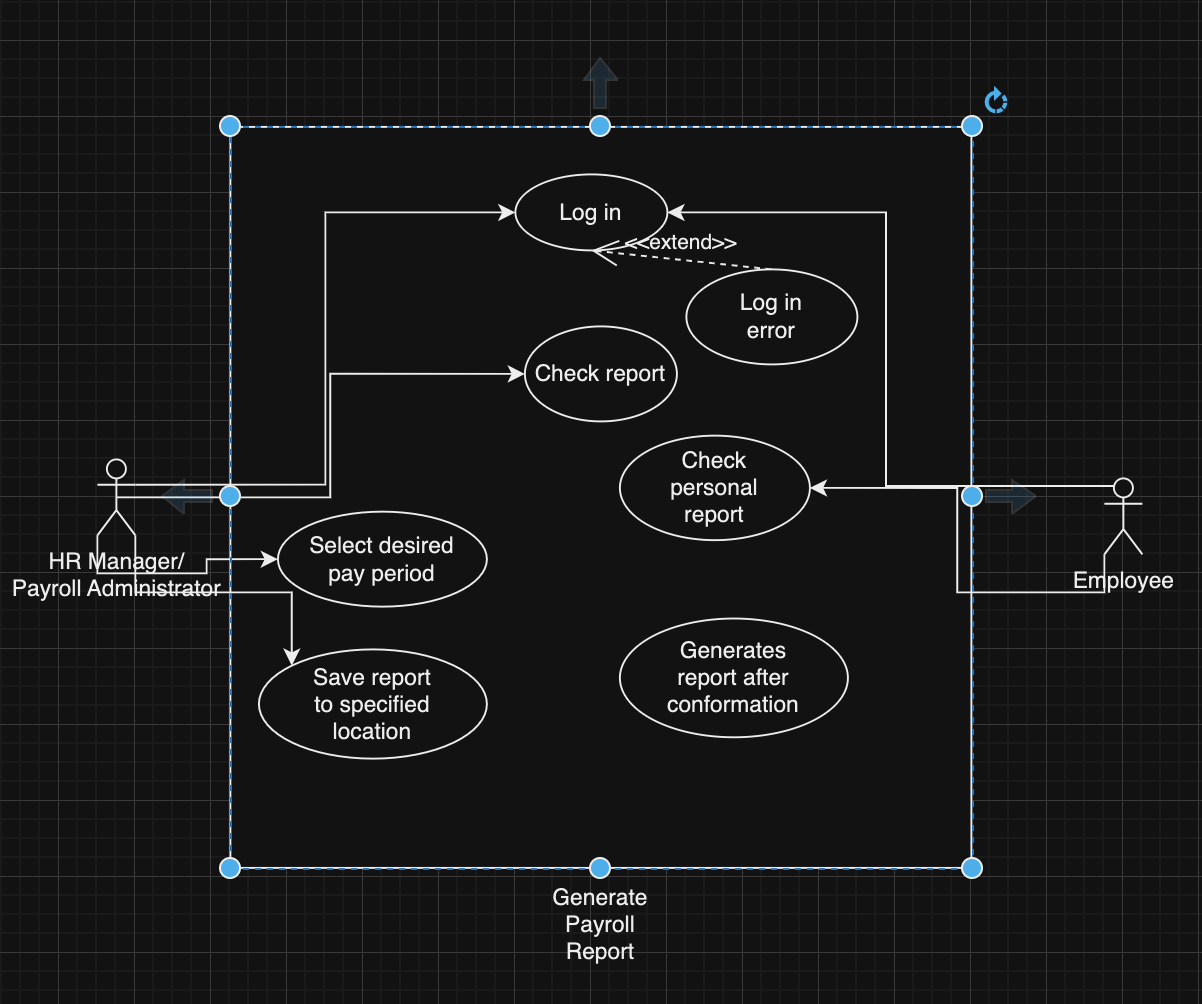 Log in
<<extend>>
Log in
error
Check report
Check
personal
report
HR Manager/
Payroll Administrator
Select desired
pay period
Employee
Save report
to specified
location
Generates
report after
conformation
Generate
Payroll
Report